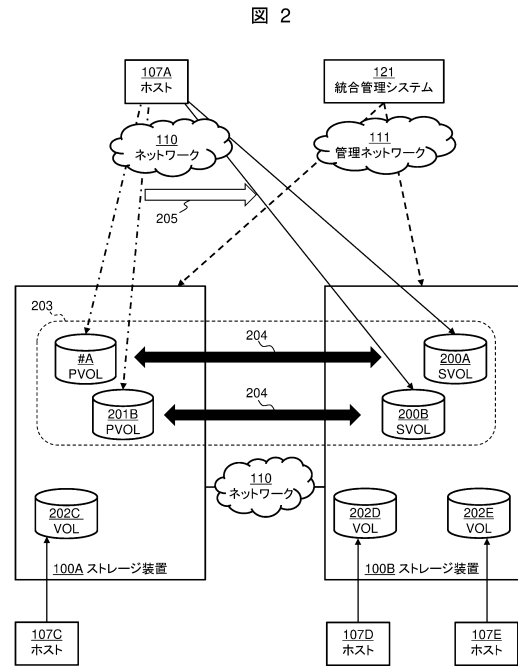 図 2
107A
ホスト
121
統合管理システム
110
ネットワーク
111
管理ネットワーク
205
203
#A
PVOL
204
200A
SVOL
201B
PVOL
204
200B
SVOL
110
ネットワーク
202C
VOL
202D
VOL
202E
VOL
100A ストレージ装置
100B ストレージ装置
107C
ホスト
107D
ホスト
107E
ホスト